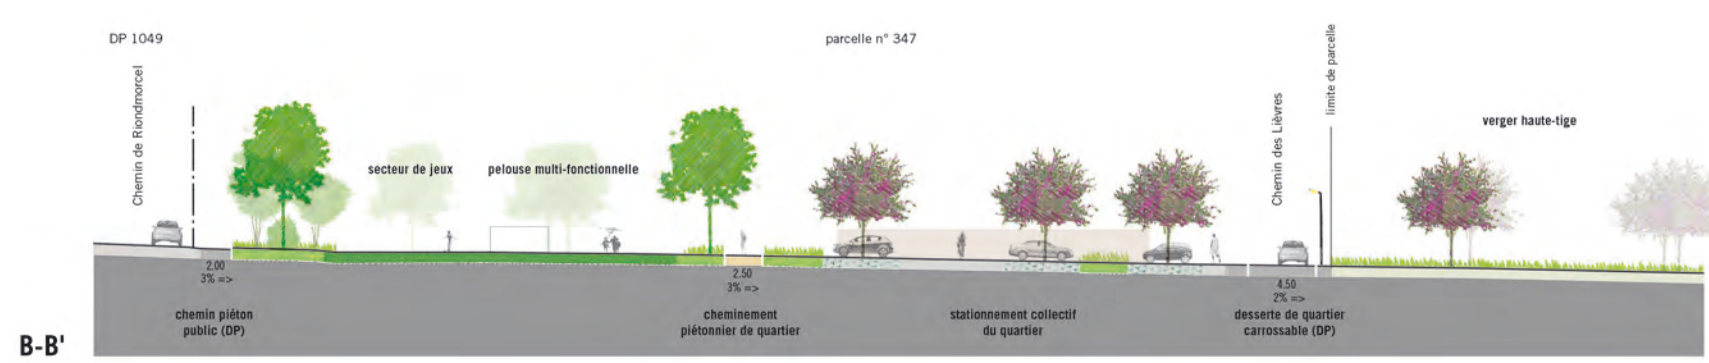 DP 1049
parcelle n° 347
Chemin de Riondmorcel
secteur de jeux
pelouse multi-fonctionnelle
Chemin des Lièvres
limite de parcelle
verger haute-tige
2.00
3% =>
2.50
3% =>
4.50
2% =>
chemin piéton
public (DP)
cheminement
piétonnier de quartier
stationnement collectif
du quartier
desserte de quartier
carrossable (DP)
B-B'